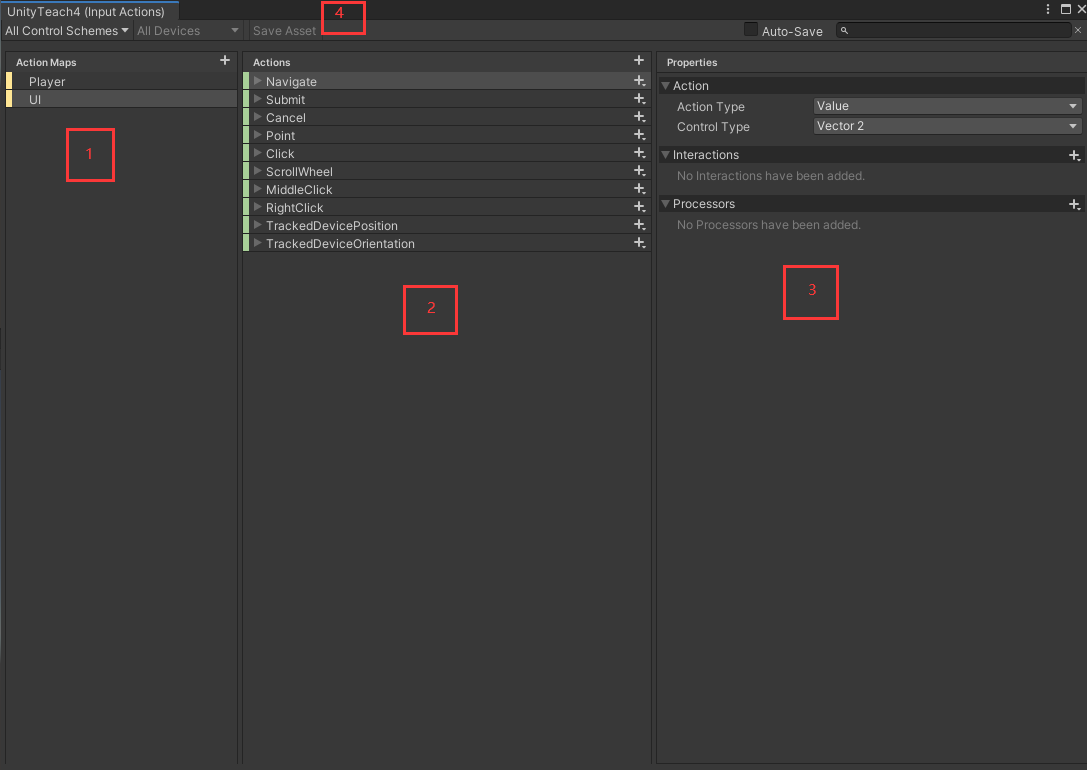 UnityTeach4 (Input Actions)
4
All Control Schemes All Devices Save Asset Auto-Save
Action Maps
Player
UI
1
Actions
Navigate
Submit
Cancel
Point
Click
ScrollWheel
MiddleClick
RightClick
TrackedDevicePosition
TrackedDeviceOrientation
2
Properties
Action
Action Type Value
Control Type Vector 2
Interactions
No Interactions have been added.
Processors
No Processors have been added.
3